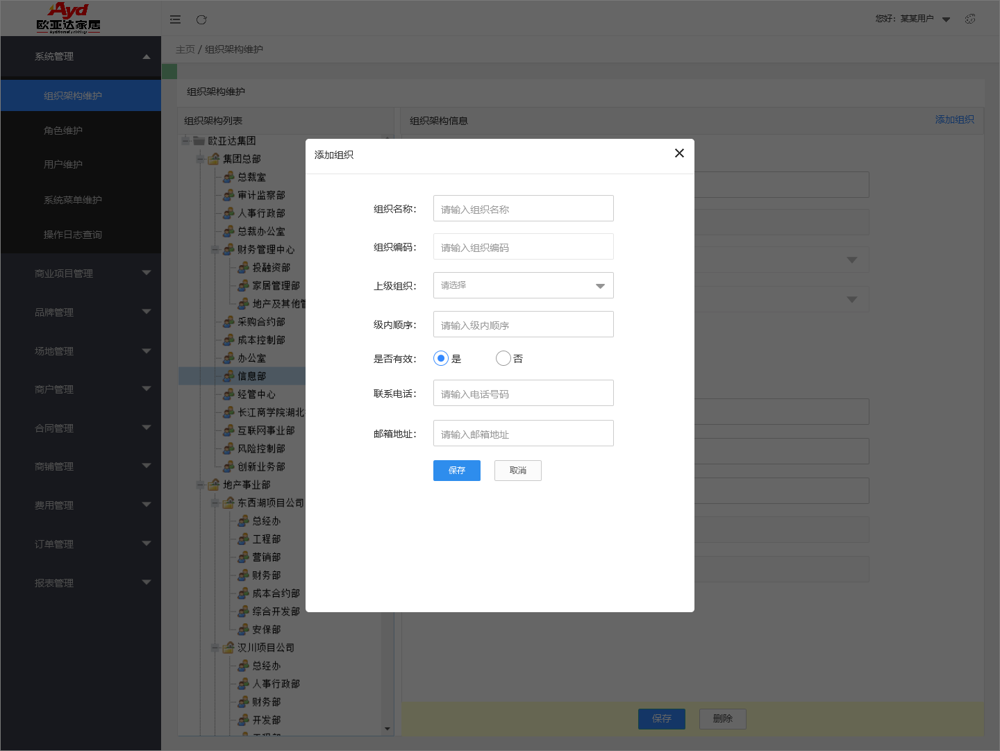 Ayd
欧亚达家居
您好：某某用户
主页 / 组织架构维护
系统管理
组织架构维护
角色维护
用户维护
系统菜单维护
操作日志查询
商业项目管理
品牌管理
场地管理
商户管理
合同管理
商铺管理
费用管理
订单管理
报表管理
组织架构维护
组织架构列表
欧亚达集团
集团总部
总裁室
审计监察部
人事行政部
总裁办公室
财务管理中心
投融资部
家居管理部
地产及其他
采购合约部
成本控制部
办公室
信息部
经管中心
长江商学院湖北
互联网事业部
风险控制部
创新业务部
地产事业部
东西湖项目公司
总经办
工程部
营销部
财务部
成本合约部
综合开发部
安保部
汉川项目公司
总经办
人事行政部
财务部
开发部
组织架构信息
添加组织
添加组织
组织名称： 请输入组织名称
组织编码： 请输入组织编码
上级组织： 请选择
级内顺序： 请输入级内顺序
是否有效： 是 否
联系电话： 请输入电话号码
邮箱地址： 请输入邮箱地址
保存 取消
保存 删除